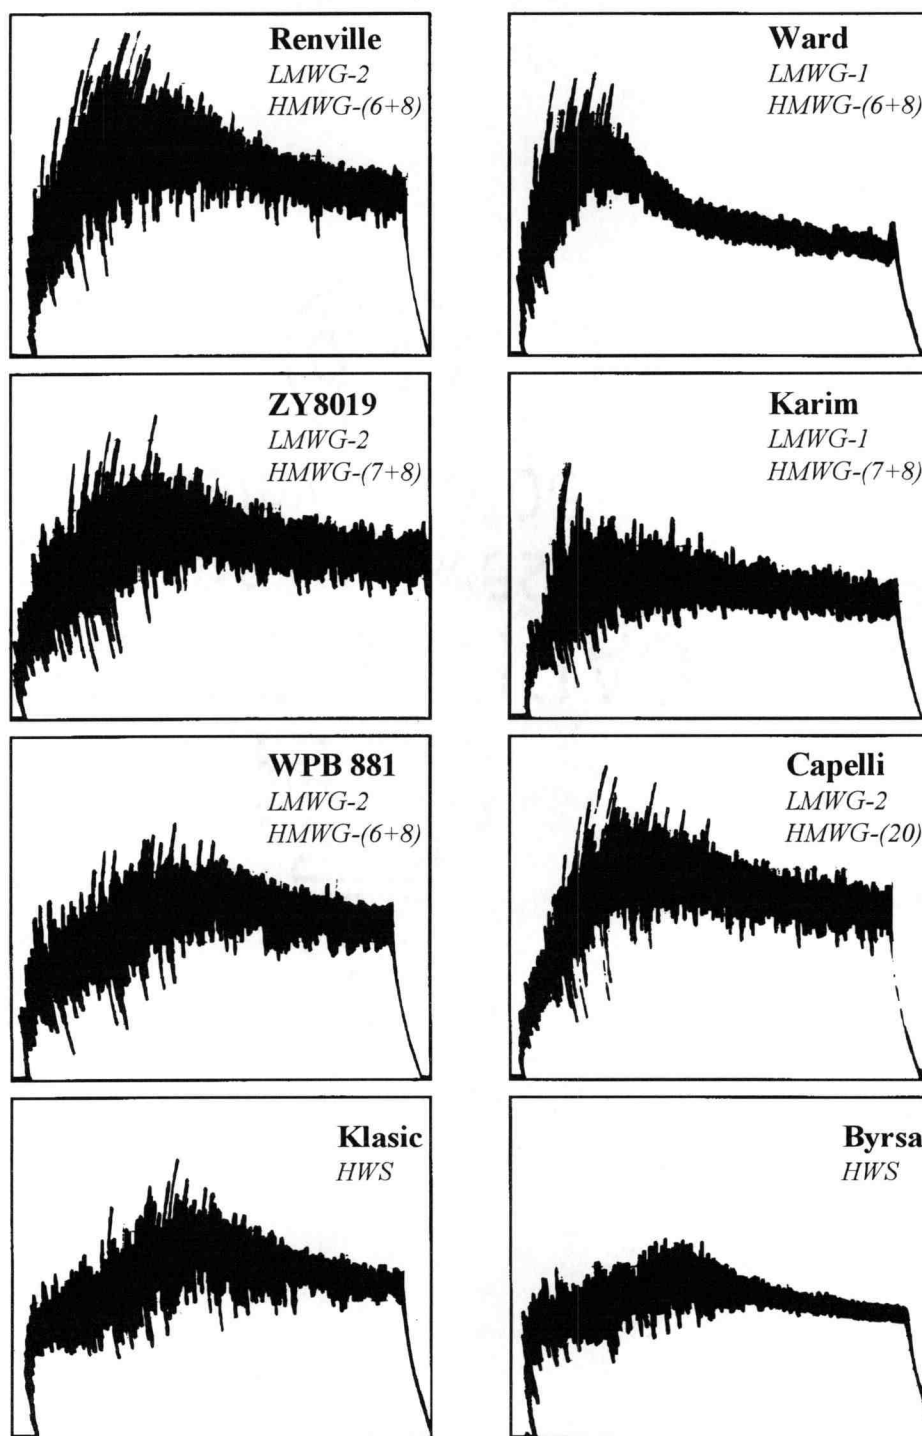 Renville
LMWG-2
HMWG-(6+8)
Ward
LMWG-1
HMWG-(6+8)
ZY8019
LMWG-2
HMWG-(7+8)
Karim
LMWG-1
HMWG-(7+8)
WPB 881
LMWG-2
HMWG-(6+8)
Capelli
LMWG-2
HMWG-(20)
Klasic
HWS
Byrsa
HWS